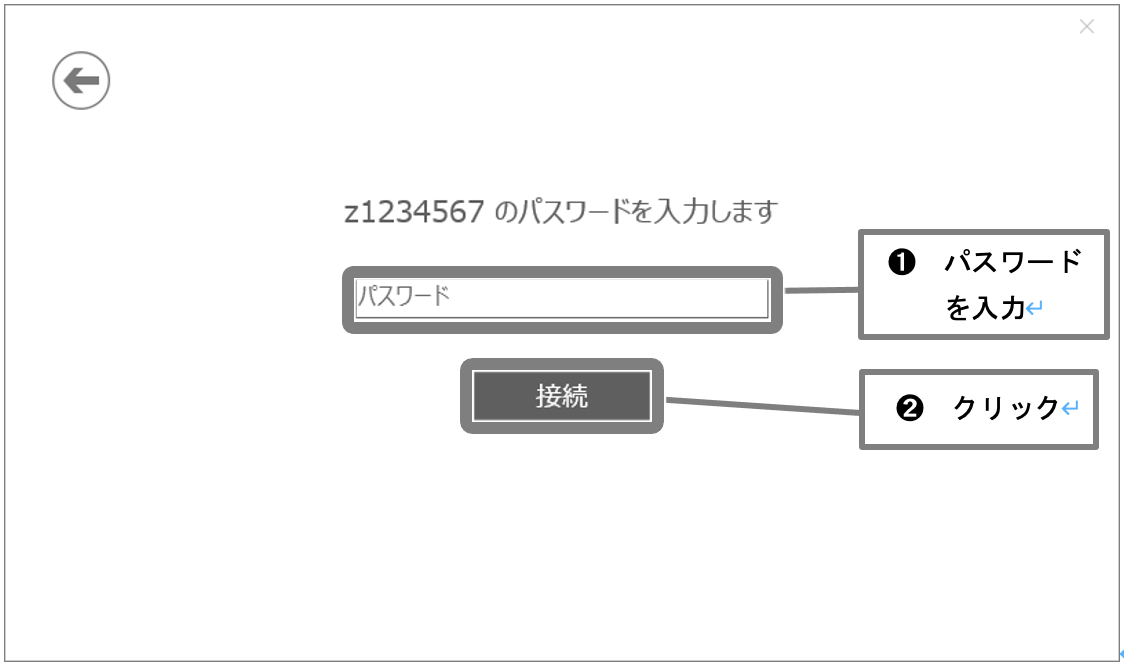 z1234567 のパスワードを入力します
パスワード
接続
❶ パスワード
を入力↵
❷ クリック↵